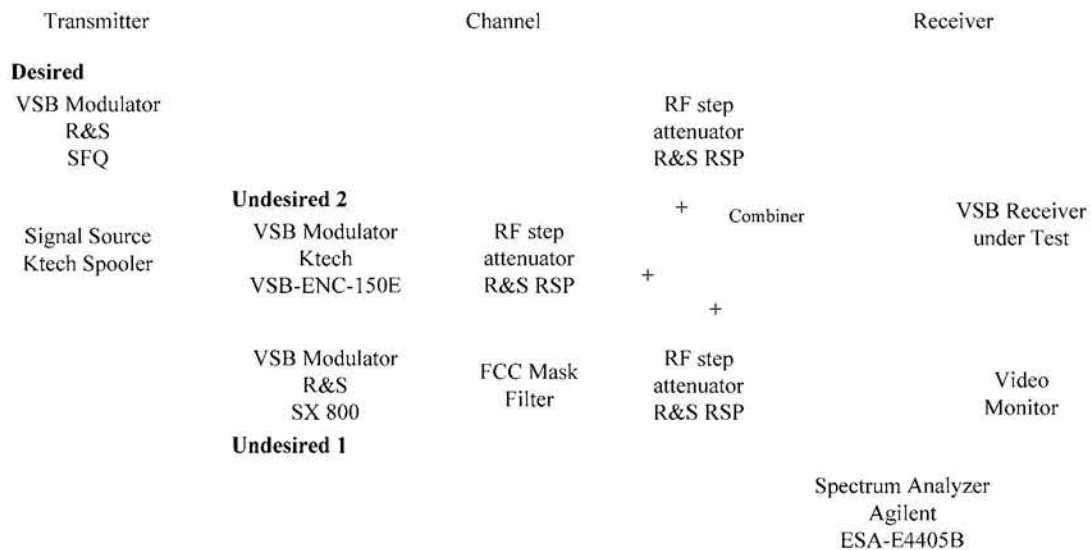 Transmitter
Channel
Receiver
Desired
VSB Modulator
R&S
SFQ
RF step
attenuator
R&S RSP
Undesired 2
+
Combiner
Signal Source
Ktech Spooler
VSB Modulator
Ktech
VSB-ENC-150E
RF step
attenuator
R&S RSP
+
+
VSB Receiver
under Test
VSB Modulator
R&S
SX 800
FCC Mask
Filter
RF step
attenuator
R&S RSP
Video
Monitor
Undesired 1
Spectrum Analyzer
Agilent
ESA-E4405B